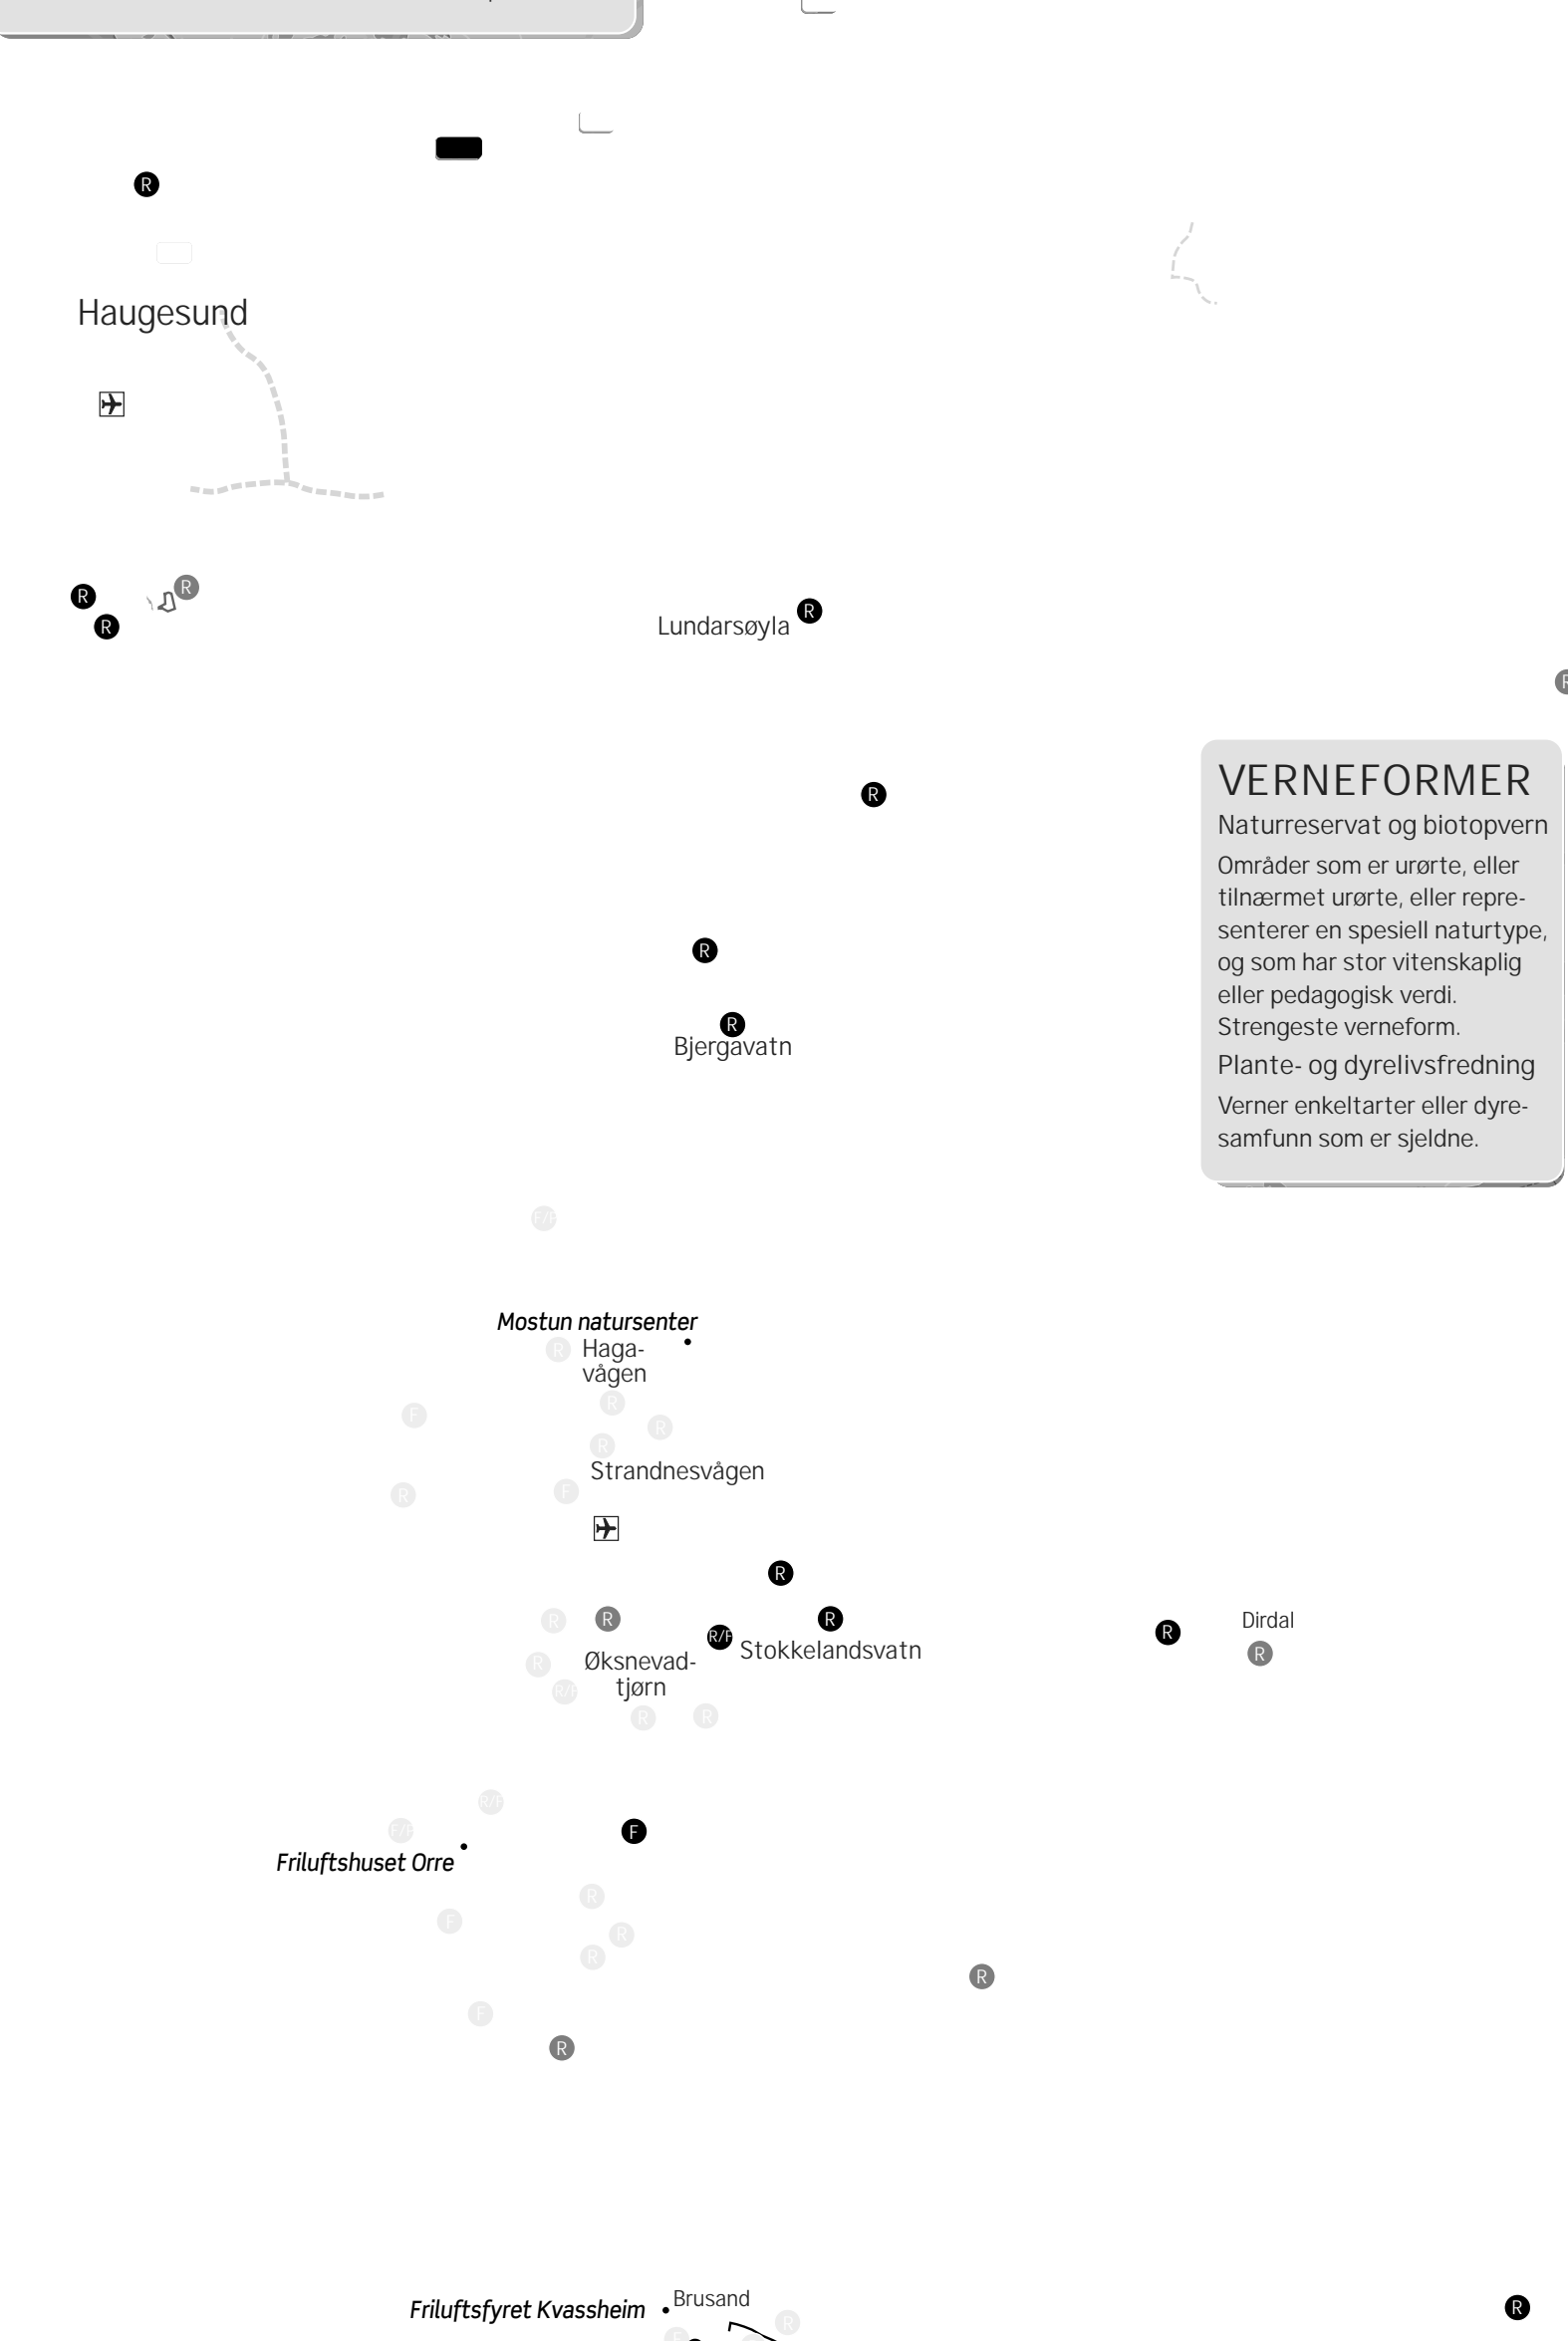 R
Haugesund
R
R
R
Lundarsøyla
R
R
R
VERNEFORMER
Naturreservat og biotopvern
Områder som er urørte, eller
tilnærmet urørte, eller repre-
senterer en spesiell naturtype,
og som har stor vitenskaplig
eller pedagogisk verdi.
Strengeste verneform.
Plante- og dyrelivsfredning
Verner enkeltarter eller dyre-
samfunn som er sjeldne.
R
R
Bjergavatn
Mostun natursenter
R
Haga-
vågen
R
F
R
R
Strandnesvågen
R
F
R
R
R
R
Stokkelandsvatn
R
Dirdal
R
R
Øksnevad-
tjørn
R
R
F
Friluftshuset Orre
R
F
R
R
R
F
R
Friluftsfyret Kvassheim
Brusand
R
R
F